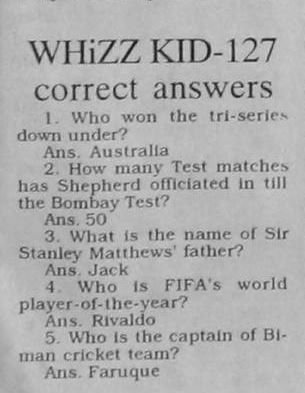 WHiZZ KID-127
correct answers
1. Who won the tri-series
down under?
Ans. Australia
2. How many Test matches
has Shepherd officiated in till
the Bombay Test?
Ans. 50
3. What is the name of Sir
Stanley Matthews' father?
Ans. Jack
4. Who is FIFA's world
player-of-the-year?
Ans. Rivaldo
5. Who is the captain of Bi-
man cricket team?
Ans. Faruque